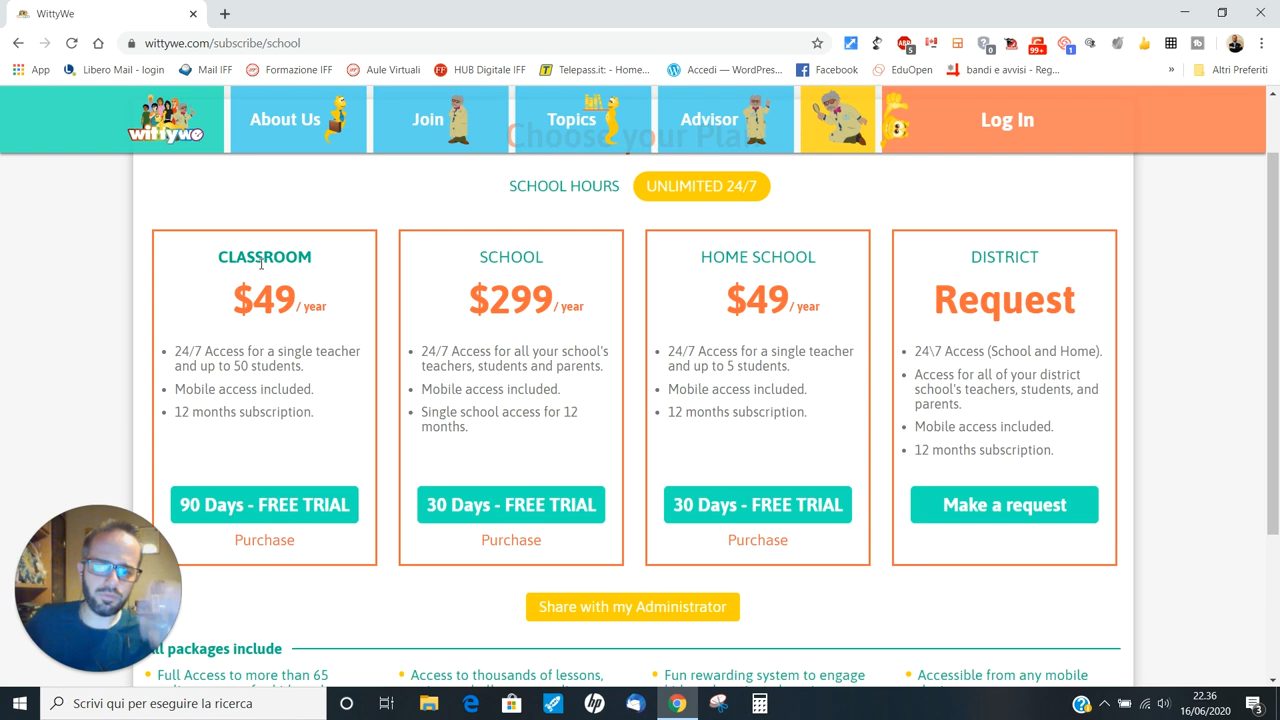 WittyWe
wittywe.com/subscribe/school
5
0
99+
1
App
Libero Mail - login
Mail IFF
Formazione IFF
Aule Virtuali
HUB Digitale IFF
Telepass.it: - Home...
Accedi — WordPres...
Facebook
EduOpen
bandi e avvisi - Reg...
»
Altri Preferiti
wittywe
About Us
Join
Topics
Advisor
Log In
Choose your Plan
SCHOOL HOURS
UNLIMITED 24/7
CLASSROOM
$49/ year
• 24/7 Access for a single teacher
and up to 50 students.
• Mobile access included.
• 12 months subscription.
90 Days - FREE TRIAL
Purchase
SCHOOL
$299/ year
• 24/7 Access for all your school's
teachers, students and parents.
• Mobile access included.
• Single school access for 12
months.
30 Days - FREE TRIAL
Purchase
HOME SCHOOL
$49/ year
• 24/7 Access for a single teacher
and up to 5 students.
• Mobile access included.
• 12 months subscription.
30 Days - FREE TRIAL
Purchase
DISTRICT
Request
• 24\7 Access (School and Home).
• Access for all of your district
school's teachers, students, and
parents.
• Mobile access included.
• 12 months subscription.
Make a request
Share with my Administrator
packages include
Full Access to more than 65
Access to thousands of lessons,
Fun rewarding system to engage
Accessible from any mobile
Scrivi qui per eseguire la ricerca
22.36
16/06/2020
3